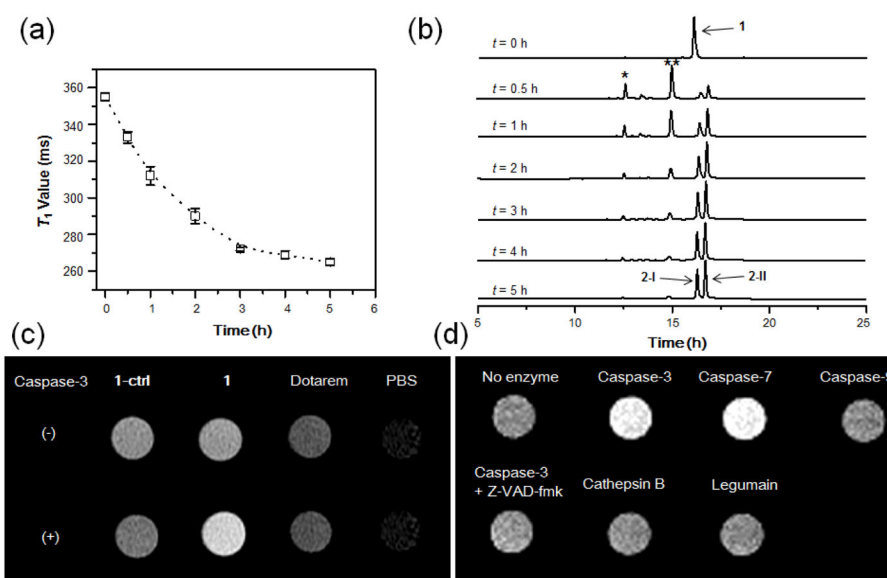 (a)
T₁ Value (ms)
360
340
320
300
280
260
0 1 2 3 4 5 6
Time (h)
(b)
1
t = 0 h
* **
t = 0.5 h
t = 1 h
t = 2 h
t = 3 h
t = 4 h
2-I 2-II
t = 5 h
5 10 15 20 25
Time (h)
(c)
Caspase-3 1-ctrl 1 Dotarem PBS
(-)
(+)
(d)
No enzyme Caspase-3 Caspase-7 Caspase-9
Caspase-3
+ Z-VAD-fmk Cathepsin B Legumain